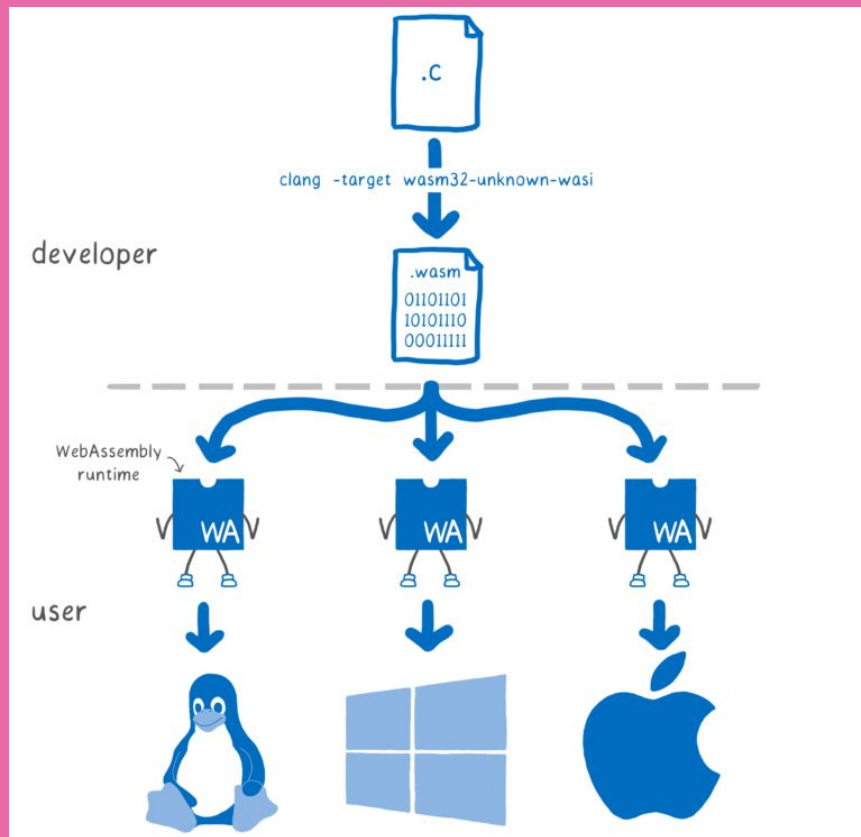 .c
clang -target wasm32-unknown-wasi
developer
.wasm
01101101
10101110
00011111
WebAssembly
runtime
WA
WA
WA
user